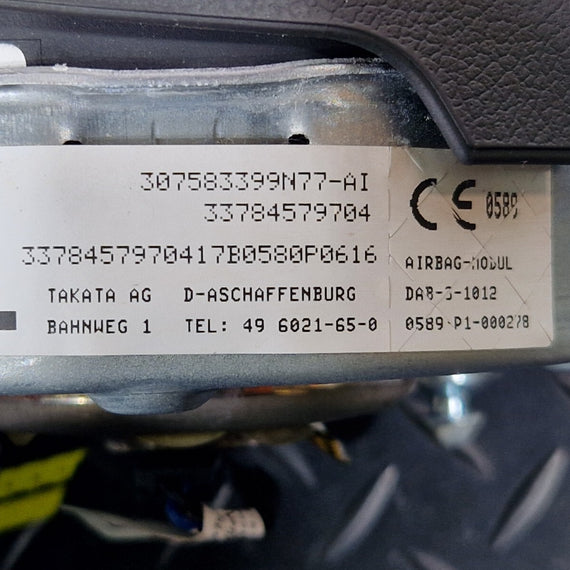 307583399N77-AI
33784579704
3378457970417B0580P0616
TAKATA AG D-ASCHAFFENBURG
BAHNWEG 1 TEL: 49 6021-65-0
CE 0589
AIRBAG-MODUL
DAB-S-1012
0589 P1-000278